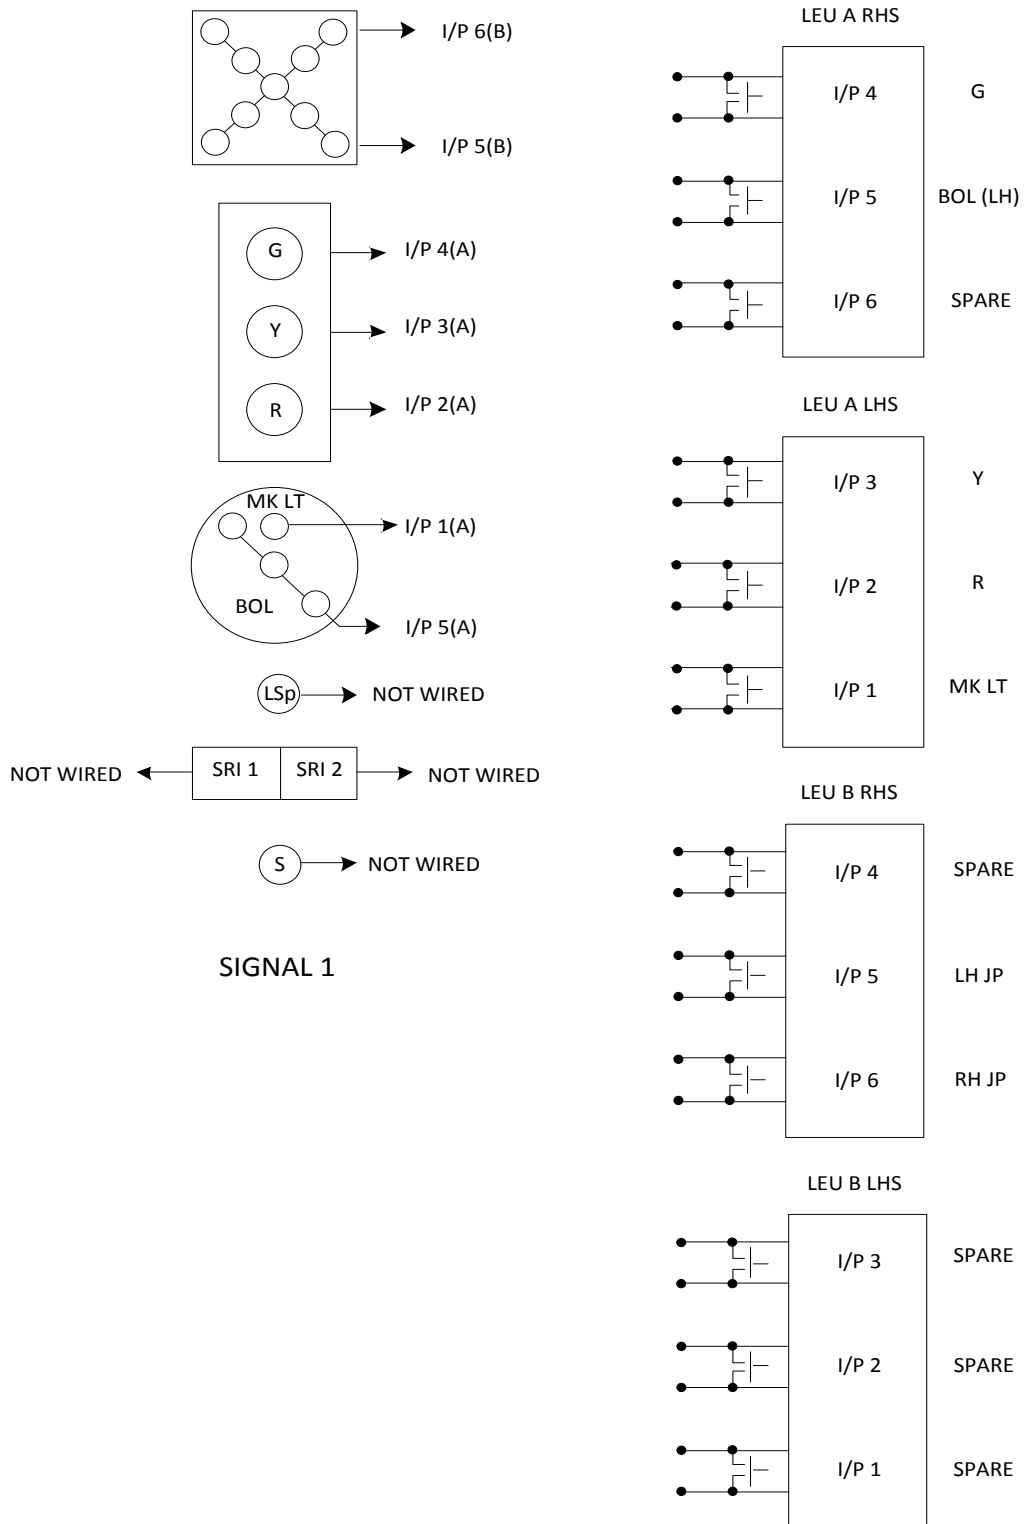 I/P 6(B)
I/P 5(B)
G
I/P 4(A)
Y
I/P 3(A)
R
I/P 2(A)
MK LT
I/P 1(A)
BOL
I/P 5(A)
LSp
NOT WIRED
NOT WIRED
SRI 1
SRI 2
NOT WIRED
S
NOT WIRED
SIGNAL 1
LEU A RHS
I/P 4
G
I/P 5
BOL (LH)
I/P 6
SPARE
LEU A LHS
I/P 3
Y
I/P 2
R
I/P 1
MK LT
LEU B RHS
I/P 4
SPARE
I/P 5
LH JP
I/P 6
RH JP
LEU B LHS
I/P 3
SPARE
I/P 2
SPARE
I/P 1
SPARE